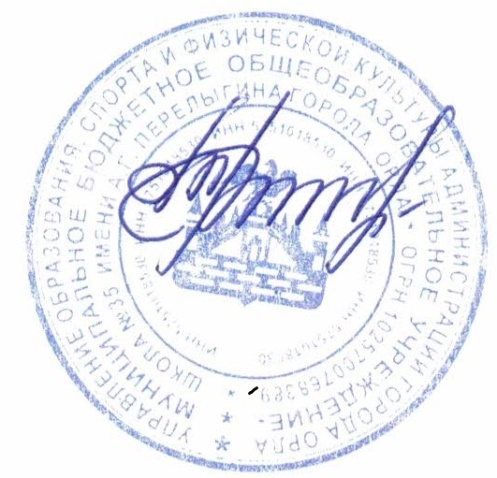 УПРАВЛЕНИЕ ОБРАЗОВАНИЯ, СПОРТА И ФИЗИЧЕСКОЙ КУЛЬТУРЫ АДМИНИСТРАЦИИ ГОРОДА ОРЛА *
МУНИЦИПАЛЬНОЕ БЮДЖЕТНОЕ ОБЩЕОБРАЗОВАТЕЛЬНОЕ УЧРЕЖДЕНИЕ- *
ШКОЛА №35 ИМЕНИ А.Г. ПЕРЕЛЫГИНА ГОРОДА ОРЛА * ОГРН 1025700768389 *
ИНН